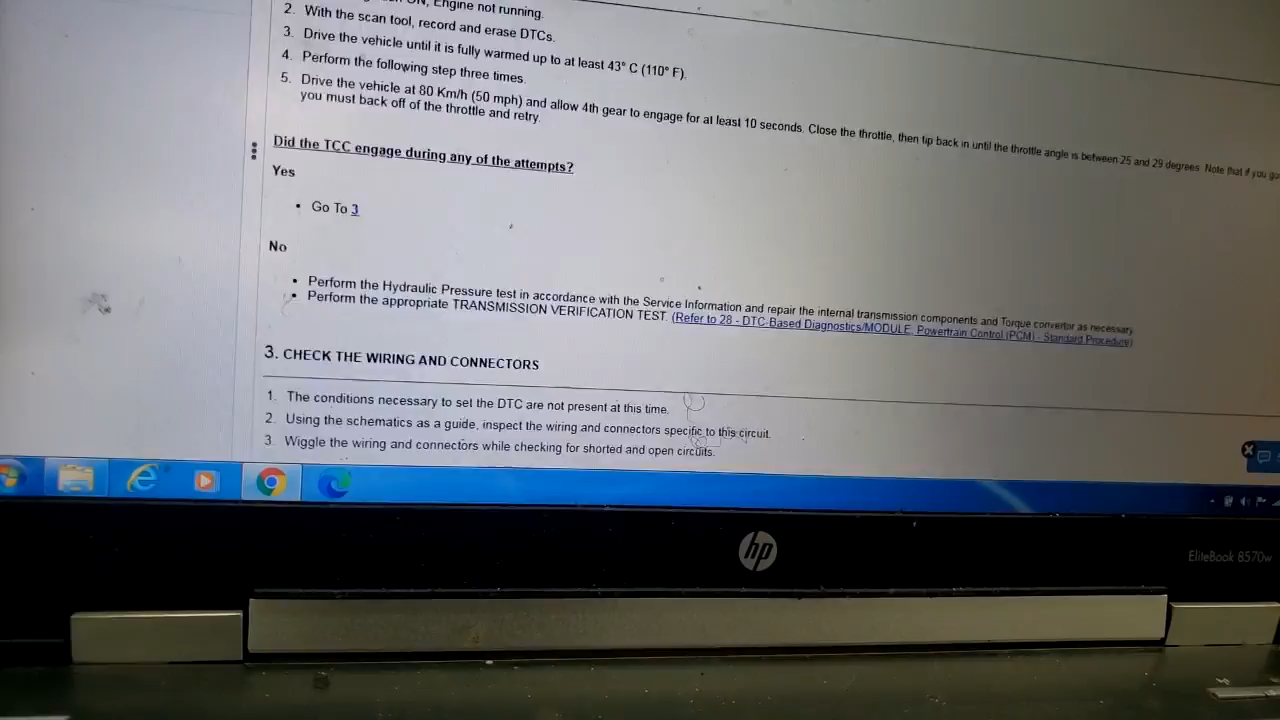 ON, Engine not running.
2. With the scan tool, record and erase DTCs.
3. Drive the vehicle until it is fully warmed up to at least 43° C (110° F).
4. Perform the following step three times.
5. Drive the vehicle at 80 Km/h (50 mph) and allow 4th gear to engage for at least 10 seconds. Close the throttle, then tip back in until the throttle angle is between 25 and 29 degrees. Note that if you go
you must back off of the throttle and retry.
Did the TCC engage during any of the attempts?
Yes
• Go To 3
No
• Perform the Hydraulic Pressure test in accordance with the Service Information and repair the internal transmission components and Torque convertor as necessary
• Perform the appropriate TRANSMISSION VERIFICATION TEST. (Refer to 28 - DTC-Based Diagnostics/MODULE, Powertrain Control (PCM) - Standard Procedure)
3. CHECK THE WIRING AND CONNECTORS
1. The conditions necessary to set the DTC are not present at this time.
2. Using the schematics as a guide, inspect the wiring and connectors specific to this circuit.
3. Wiggle the wiring and connectors while checking for shorted and open circuits.
hp
EliteBook 8570w